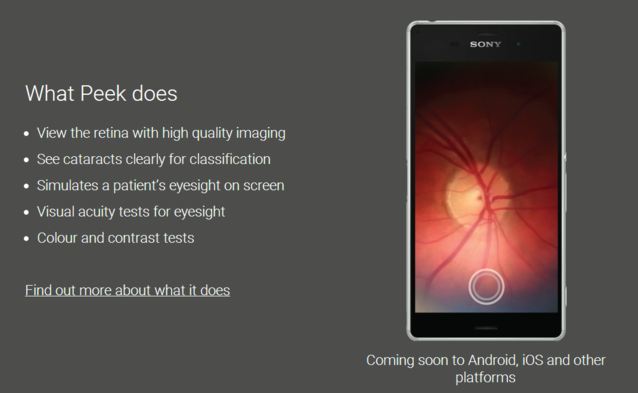 What Peek does
View the retina with high quality imaging
See cataracts clearly for classification
Simulates a patient's eyesight on screen
Visual acuity tests for eyesight
Colour and contrast tests
Find out more about what it does
SONY
Coming soon to Android, iOS and other
platforms